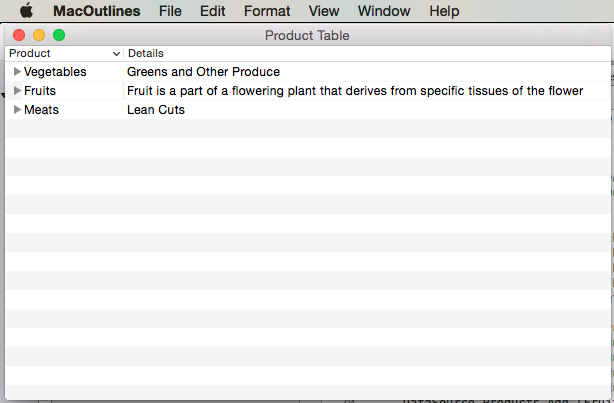 MacOutlines File Edit Format View Window Help
Product Table
Product Details
Vegetables Greens and Other Produce
Fruits Fruit is a part of a flowering plant that derives from specific tissues of the flower
Meats Lean Cuts